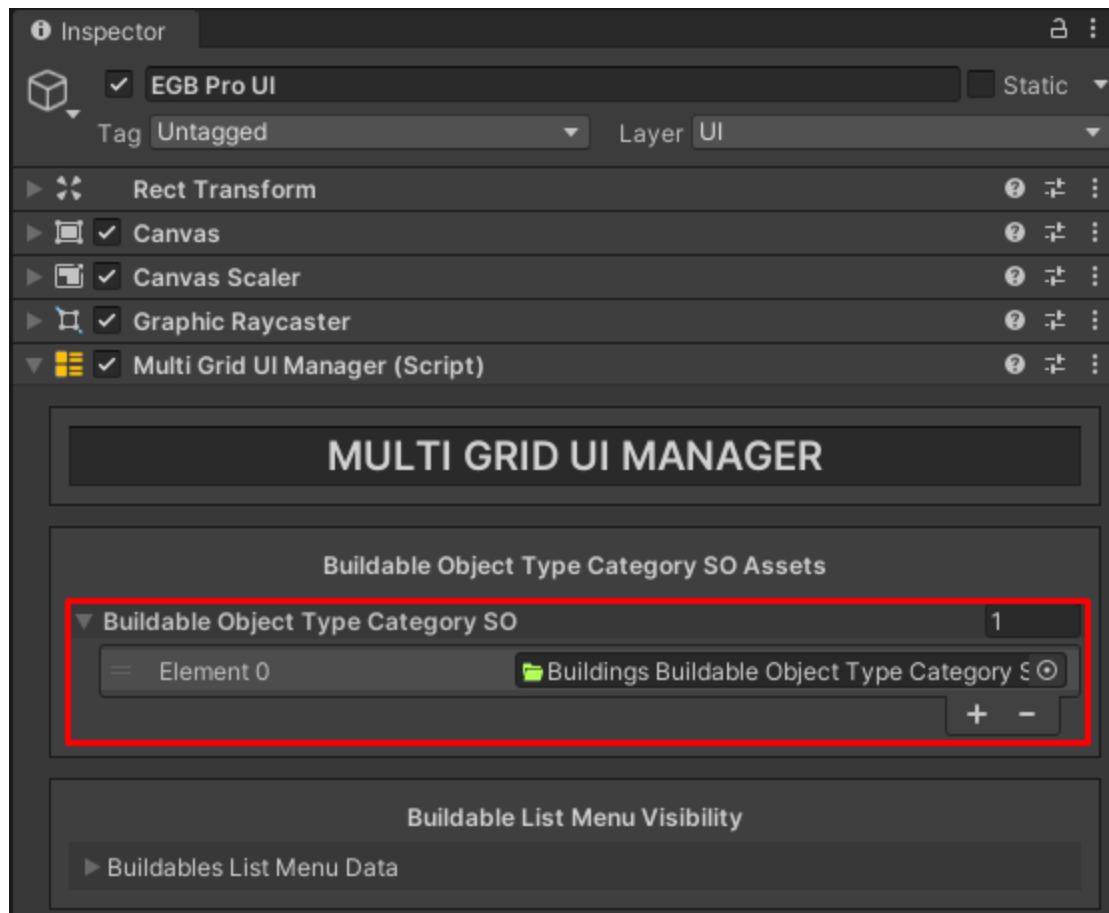 Inspector
EGB Pro UI Static
Tag Untagged Layer UI
Rect Transform
Canvas
Canvas Scaler
Graphic Raycaster
Multi Grid UI Manager (Script)
MULTI GRID UI MANAGER
Buildable Object Type Category SO Assets
Buildable Object Type Category SO 1
Element 0 Buildings Buildable Object Type Category S
Buildable List Menu Visibility
Buildables List Menu Data